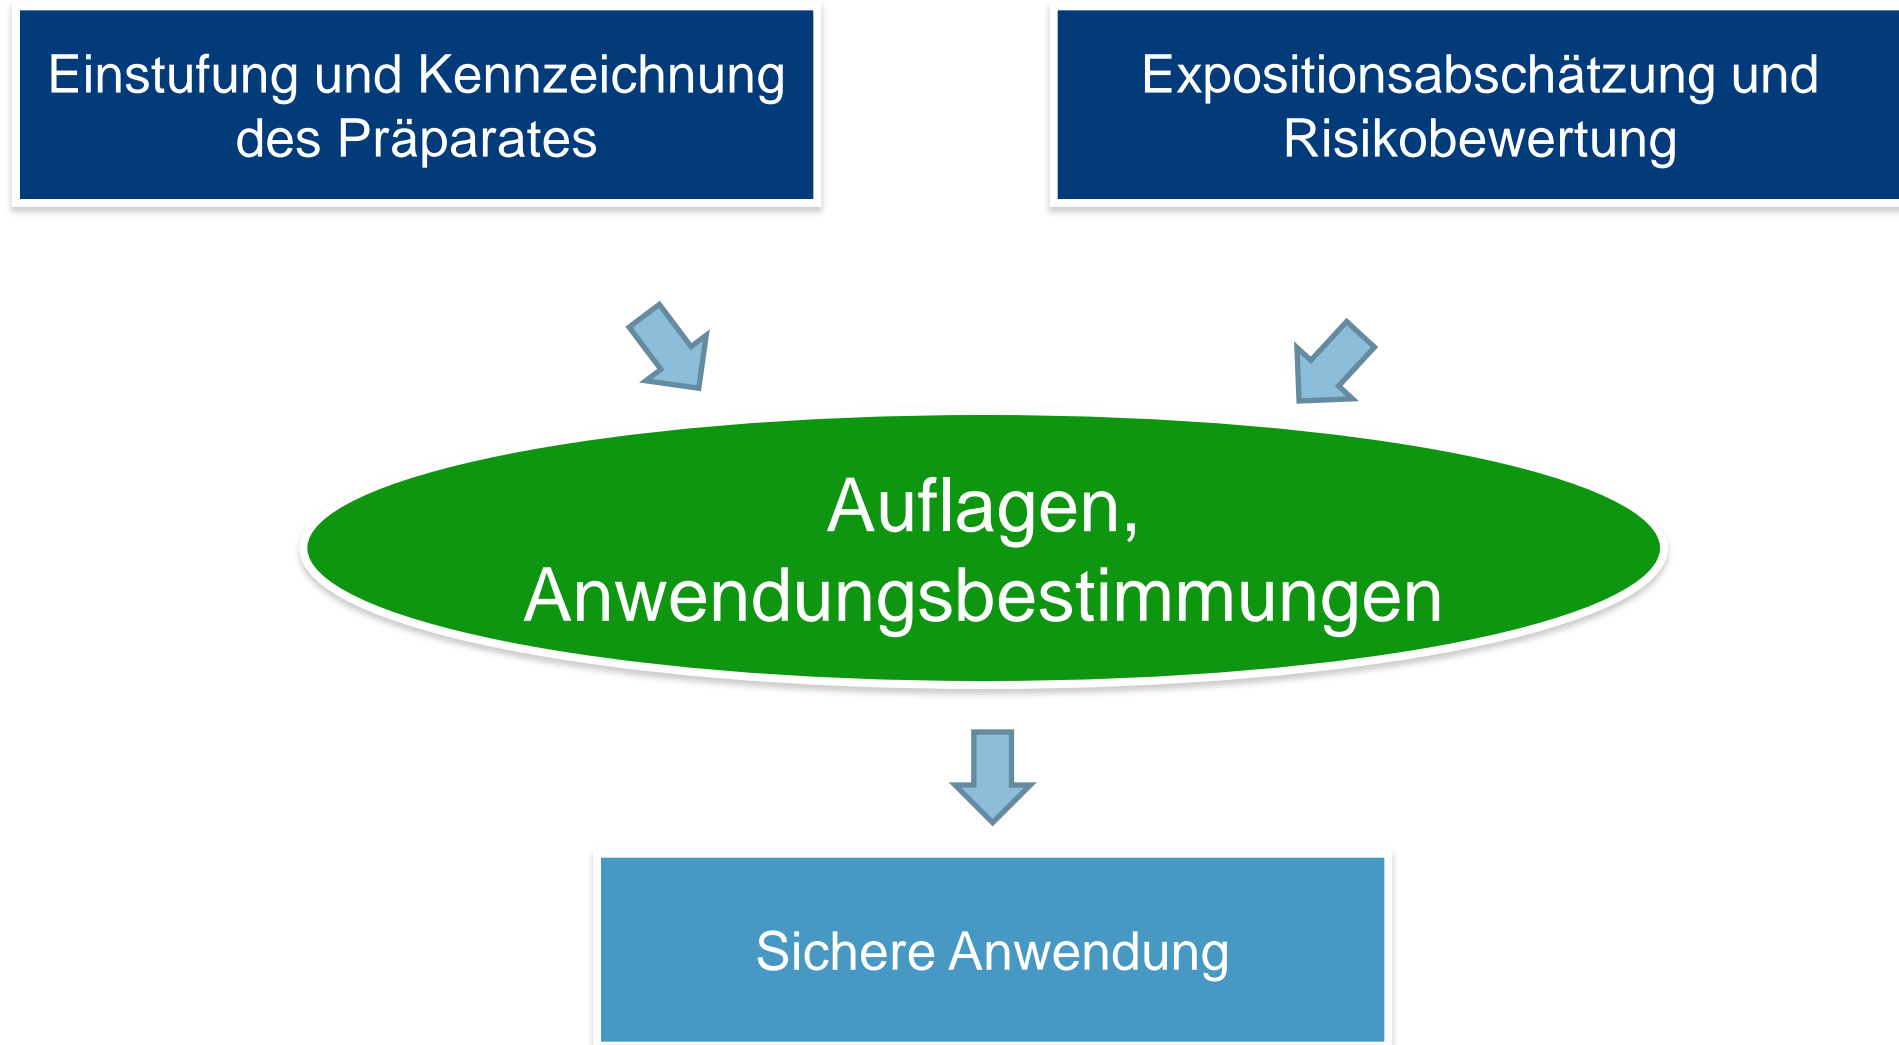 Einstufung und Kennzeichnung
des Präparates
Expositionsabschätzung und
Risikobewertung
Auflagen,
Anwendungsbestimmungen
Sichere Anwendung